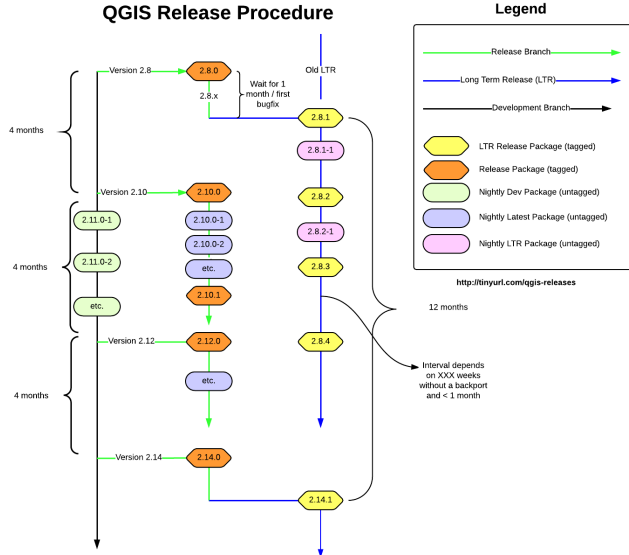 QGIS Release Procedure
Legend
Release Branch
Long Term Release (LTR)
Development Branch
LTR Release Package (tagged)
Release Package (tagged)
Nightly Dev Package (untagged)
Nightly Latest Package (untagged)
Nightly LTR Package (untagged)
http://tinyurl.com/qgis-releases
Version 2.8
2.8.0
Old LTR
2.8.x
Wait for 1
month / first
bugfix
2.8.1
4 months
2.8.1-1
Version 2.10
2.10.0
2.8.2
2.11.0-1
2.10.0-1
2.8.2-1
2.10.0-2
2.11.0-2
4 months
etc.
2.8.3
2.10.1
etc.
12 months
Version 2.12
2.12.0
2.8.4
Interval depends
on XXX weeks
without a backport
and < 1 month
etc.
4 months
Version 2.14
2.14.0
2.14.1